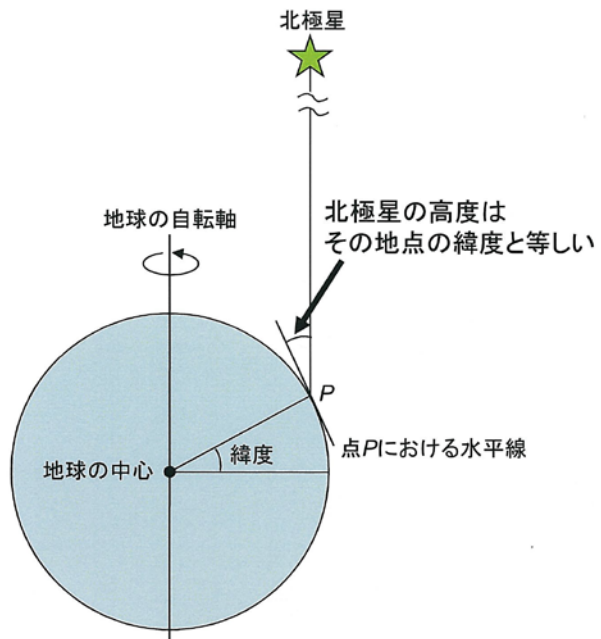 北極星
地球の自転軸
北極星の高度は
その地点の緯度と等しい
P
点Pにおける水平線
緯度
地球の中心